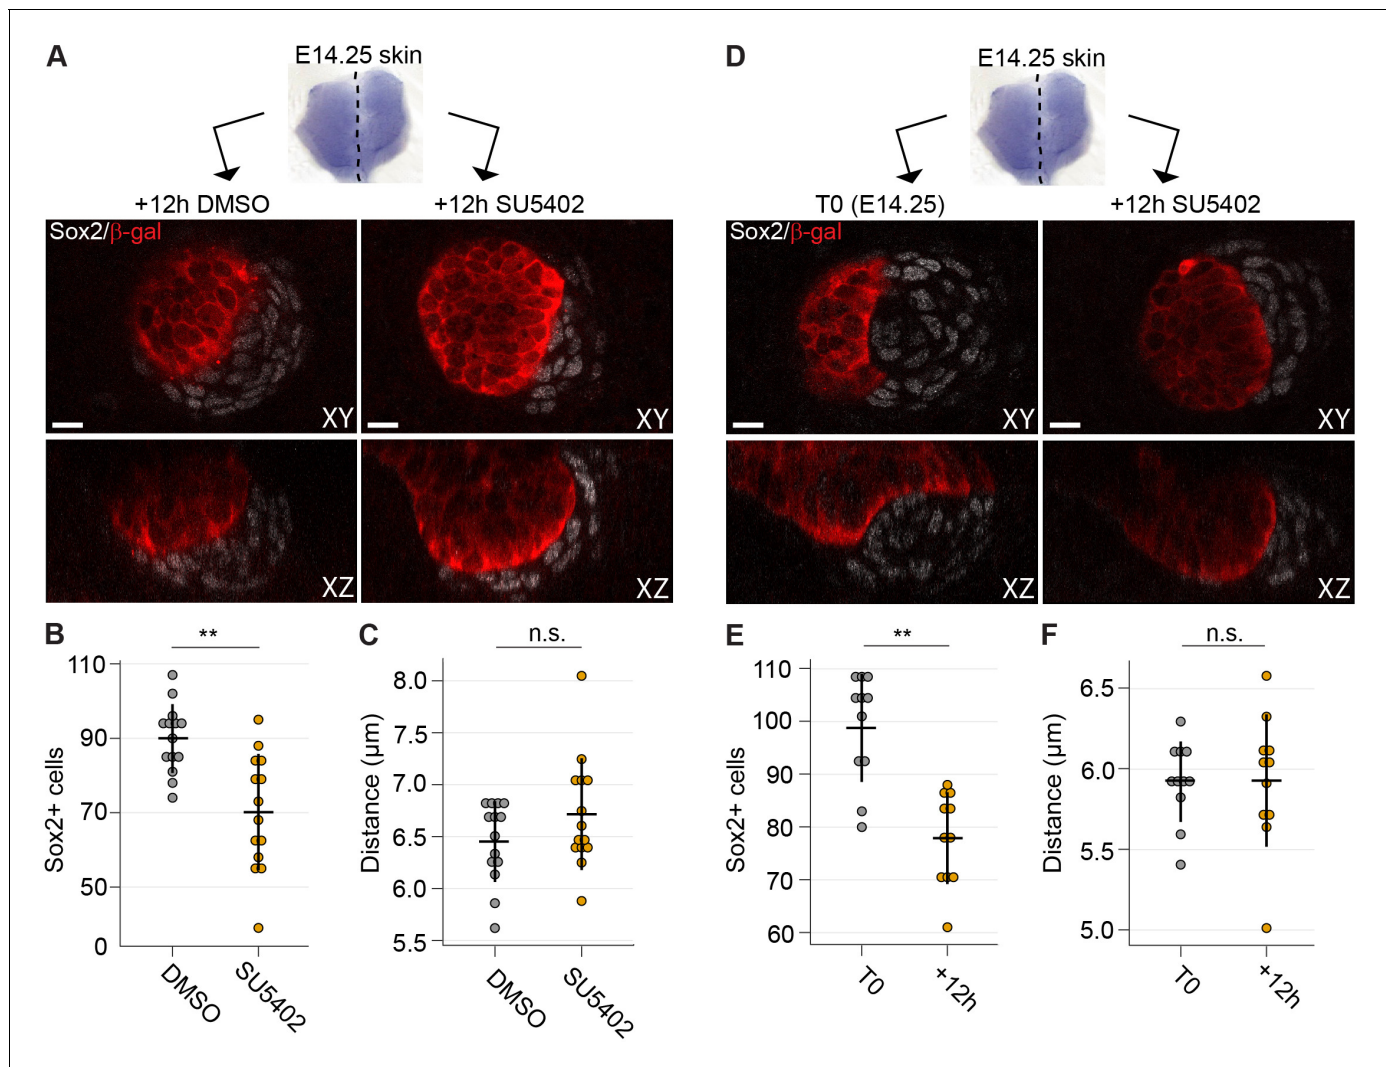 A
E14.25 skin
+12h DMSO
+12h SU5402
Sox2/β-gal
XY
XY
XZ
XZ
B
**
Sox2+ cells
110
90
70
50
0
DMSO
SU5402
C
n.s.
Distance (μm)
8.0
7.5
7.0
6.5
6.0
5.5
DMSO
SU5402
D
E14.25 skin
T0 (E14.25)
+12h SU5402
Sox2/β-gal
XY
XY
XZ
XZ
E
**
Sox2+ cells
110
100
90
80
70
60
T0
+12h
F
n.s.
Distance (μm)
6.5
6.0
5.5
5.0
T0
+12h